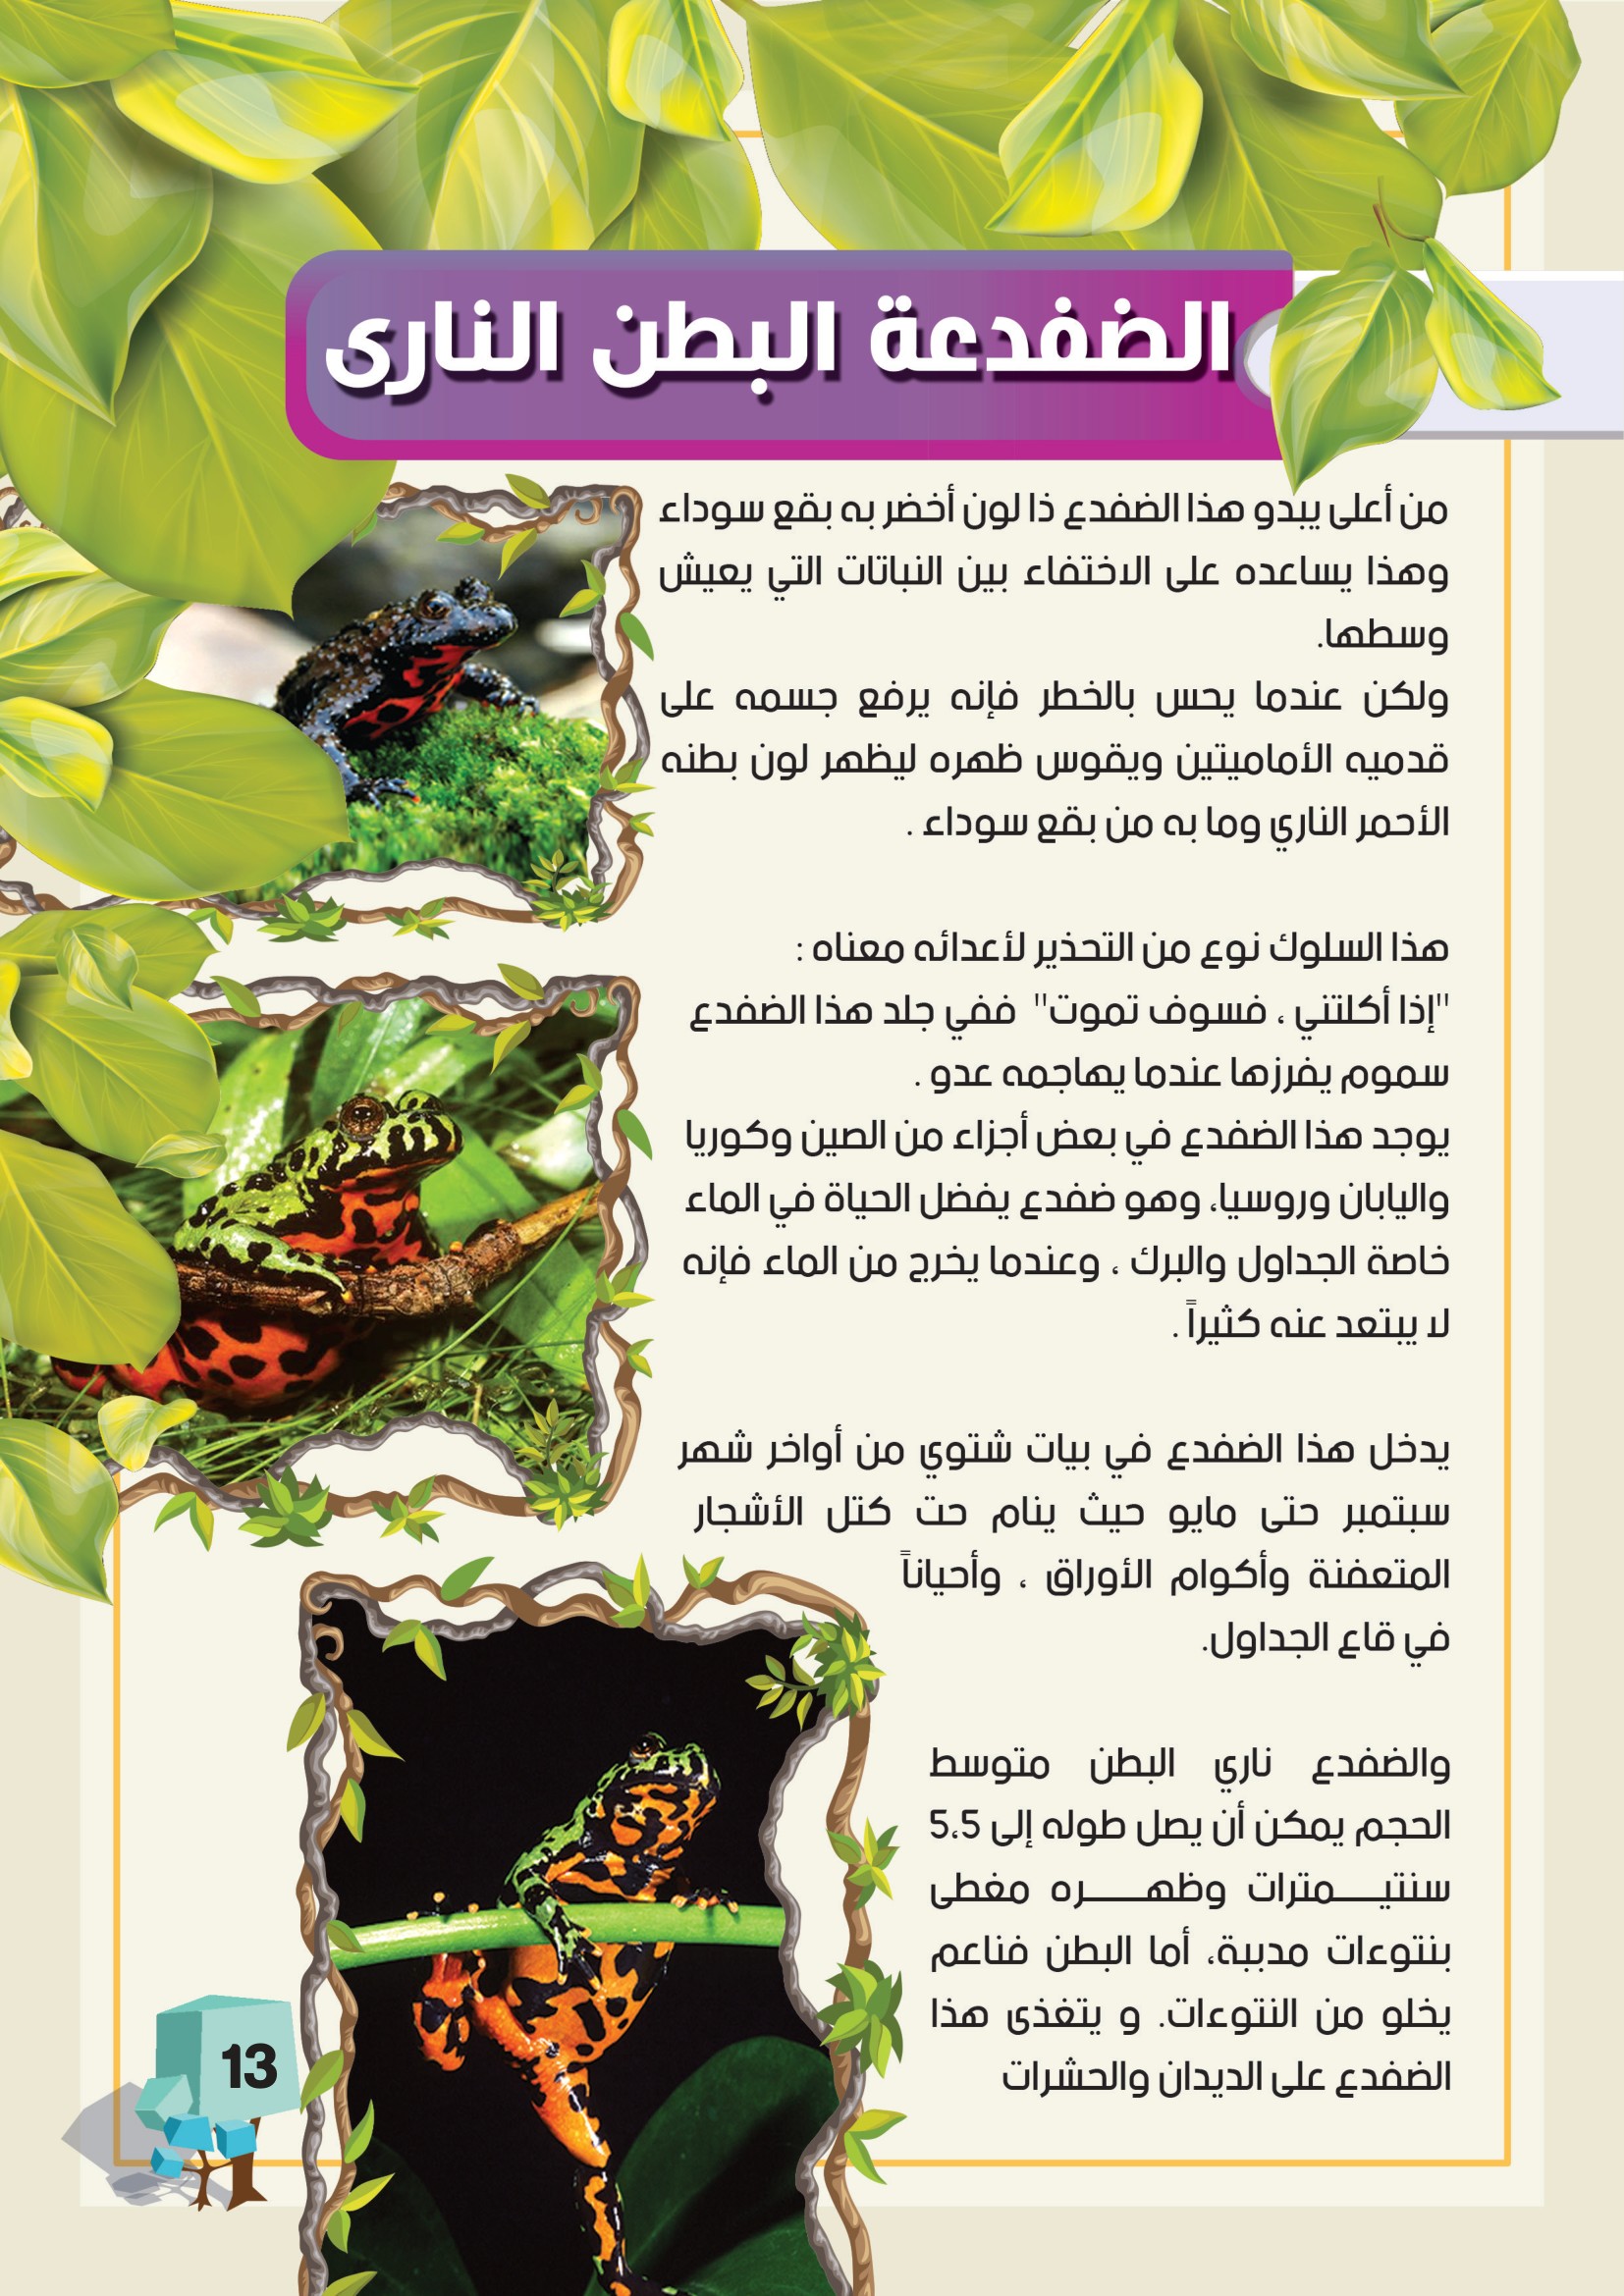 الضفدعة البطن النارى
من أعلى يبدو هذا الضفدع ذا لون أخضر به بقع سوداء
وهذا يساعده على الاختفاء بين النباتات التي يعيش
وسطها.
ولكن عندما يحس بالخطر فإنه يرفع جسمه على
قدميه الأماميتين ويقوس ظهره ليظهر لون بطنه
الأحمر الناري وما به من بقع سوداء .
هذا السلوك نوع من التحذير لأعدائه معناه :
"إذا أكلتني ، فسوف تموت" ففي جلد هذا الضفدع
سموم يفرزها عندما يهاجمه عدو .
يوجد هذا الضفدع في بعض أجزاء من الصين وكوريا
واليابان وروسيا، وهو ضفدع يفضل الحياة في الماء
خاصة الجداول والبرك ، وعندما يخرج من الماء فإنه
لا يبتعد عنه كثيراً .
يدخل هذا الضفدع في بيات شتوي من أواخر شهر
سبتمبر حتى مايو حيث ينام حت كتل الأشجار
المتعفنة وأكوام الأوراق ، وأحياناً
في قاع الجداول.
والضفدع ناري البطن متوسط
الحجم يمكن أن يصل طوله إلى 5،5
سنتيـــمترات وظهـــره مغطى
بنتوءات مدببة، أما البطن فناعم
يخلو من النتوءات. و يتغذى هذا
الضفدع على الديدان والحشرات
13